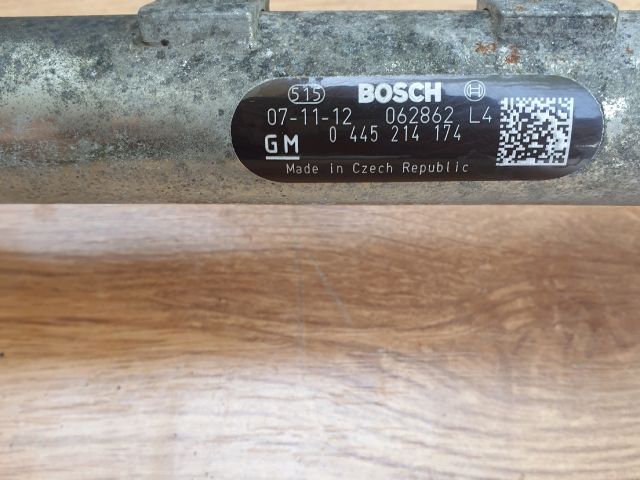 515 BOSCH
07-11-12 062862 L4
GM 0 445 214 174
Made in Czech Republic